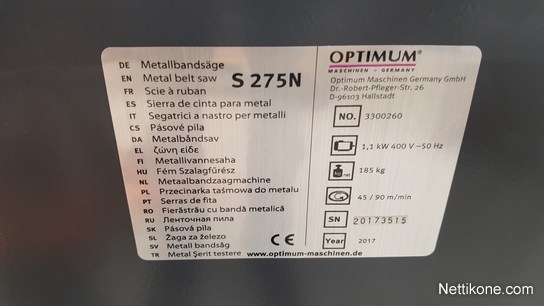 DE Metallbandsäge
EN Metal belt saw
S 275N
FR Scie à ruban
ES Sierra de cinta para metal
IT Segatrici a nastro per metalli
CS Pásové pila
DA Metalbåndsav
EL ζώνη είδε
FI Metallivannesaha
HU Fém Szalagfűrész
NL Metaalbandzaagmachine
PL Przecinarka taśmowa do metalu
PT Serras de fita
RO Fierăstrău cu bandă metalică
RU Ленточная пила
SK Pásová pila
SL Žaga za železo
SV Metall bandsåg
TR Metal Şerit testere
CE
www.optimum-maschinen.de
OPTIMUM®
MASCHINEN - GERMANY
Optimum Maschinen Germany GmbH
Dr.-Robert-Pfleger-Str. 26
D-96103 Hallstadt
NO. 3300260
1,1 kW 400 V ~50 Hz
net 185 kg
45 / 90 m/min
SN 20173515
Year 2017
Nettikone.com